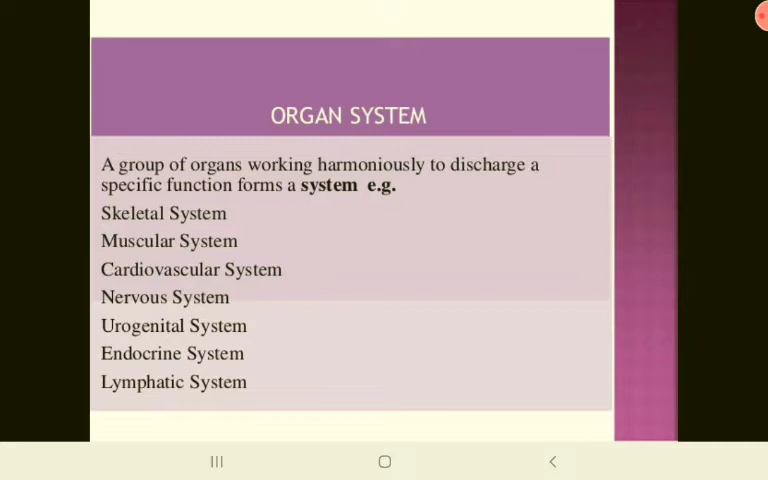 ORGAN SYSTEM
A group of organs working harmoniously to discharge a
specific function forms a system e.g.
Skeletal System
Muscular System
Cardiovascular System
Nervous System
Urogenital System
Endocrine System
Lymphatic System